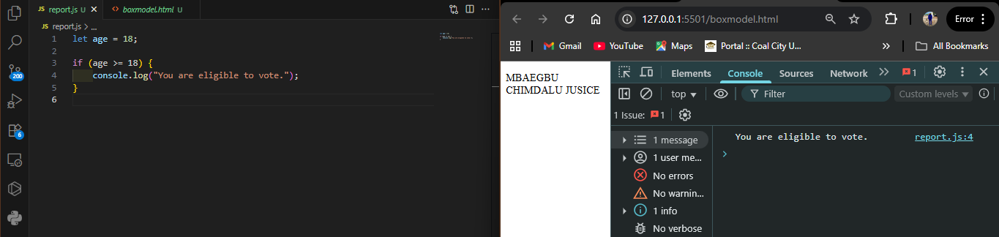 JS report.js U
<> boxmodel.html U
JS report.js > ...
1 let age = 18;
2
3 if (age >= 18) {
4 console.log("You are eligible to vote.");
5 }
6
200
6
127.0.0.1:5501/boxmodel.html
Error
Gmail
YouTube
Maps
Portal :: Coal City U...
»
All Bookmarks
MBAEGBU
CHIMDALU JUSICE
Elements
Console
Sources
Network
»
1
top
Filter
Custom levels
1 Issue: 1
1 message
1 user me...
No errors
No warnin...
1 info
No verbose
You are eligible to vote. report.js:4
>